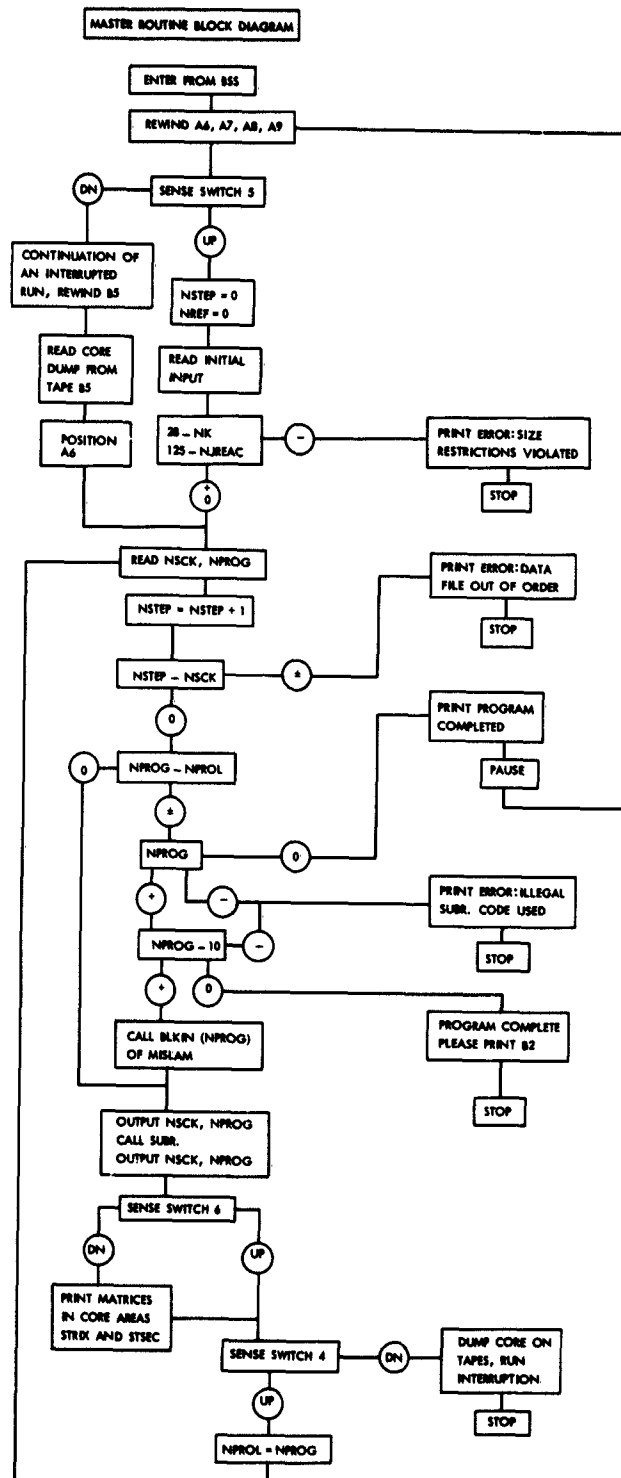 MASTER ROUTINE BLOCK DIAGRAM
ENTER FROM BSS
REWIND A6, A7, A8, A9
DN
SENSE SWITCH 5
UP
CONTINUATION OF
AN INTERRUPTED
RUN, REWIND B5
NSTEP = 0
NREF = 0
READ CORE
DUMP FROM
TAPE B5
READ INITIAL
INPUT
POSITION
A6
28 – NK
125 – NJREAC
–
PRINT ERROR: SIZE
RESTRICTIONS VIOLATED
STOP
+
0
READ NSCK, NPROG
PRINT ERROR: DATA
FILE OUT OF ORDER
STOP
NSTEP = NSTEP + 1
NSTEP – NSCK
±
0
PRINT PROGRAM
COMPLETED
PAUSE
0
NPROG – NPROL
±
NPROG
0
+
–
PRINT ERROR: ILLEGAL
SUBR. CODE USED
STOP
NPROG – 10
–
+
0
CALL BLKIN (NPROG)
OF MISLAM
PROGRAM COMPLETE
PLEASE PRINT B2
STOP
OUTPUT NSCK, NPROG
CALL SUBR.
OUTPUT NSCK, NPROG
SENSE SWITCH 6
DN
UP
PRINT MATRICES
IN CORE AREAS
STRIX AND STSEC
SENSE SWITCH 4
DN
DUMP CORE ON
TAPES, RUN
INTERRUPTION
STOP
UP
NPROL = NPROG